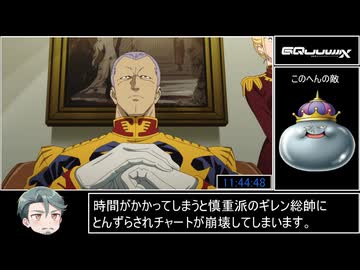 GQuuuuuuX
このへんの敵
11:44:48
時間がかかってしまうと慎重派のギレン総帥に
とんずらされチャートが崩壊してしまいます。